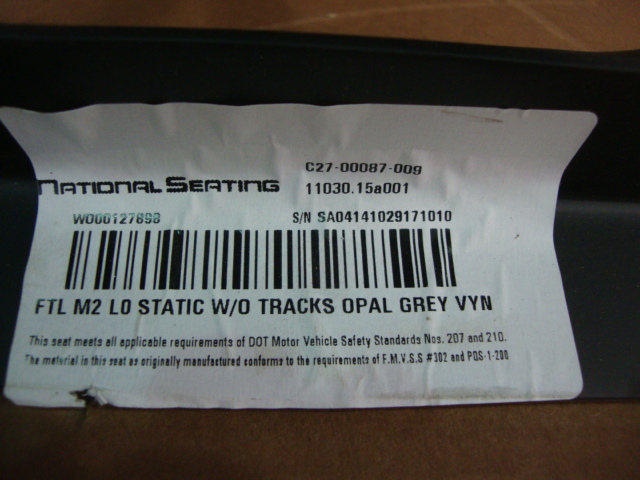 C27-00087-009
NATIONAL SEATING
11030.15a001
W000127898
S/N SA04141029171010
FTL M2 LO STATIC W/O TRACKS OPAL GREY VYN
This seat meets all applicable requirements of DOT Motor Vehicle Safety Standards Nos. 207 and 210.
The material in this seat as originally manufactured conforms to the requirements of F.M.V.S.S #302 and PQS-1-200